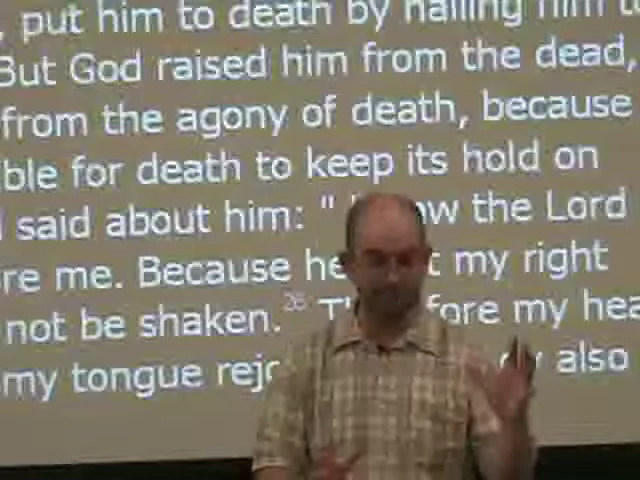 , put him to death by nailing him to
But God raised him from the dead,
from the agony of death, because
ble for death to keep its hold on
said about him: " w the Lord
re me. Because he t my right
not be shaken. 26 Th fore my hea
my tongue rejo y also